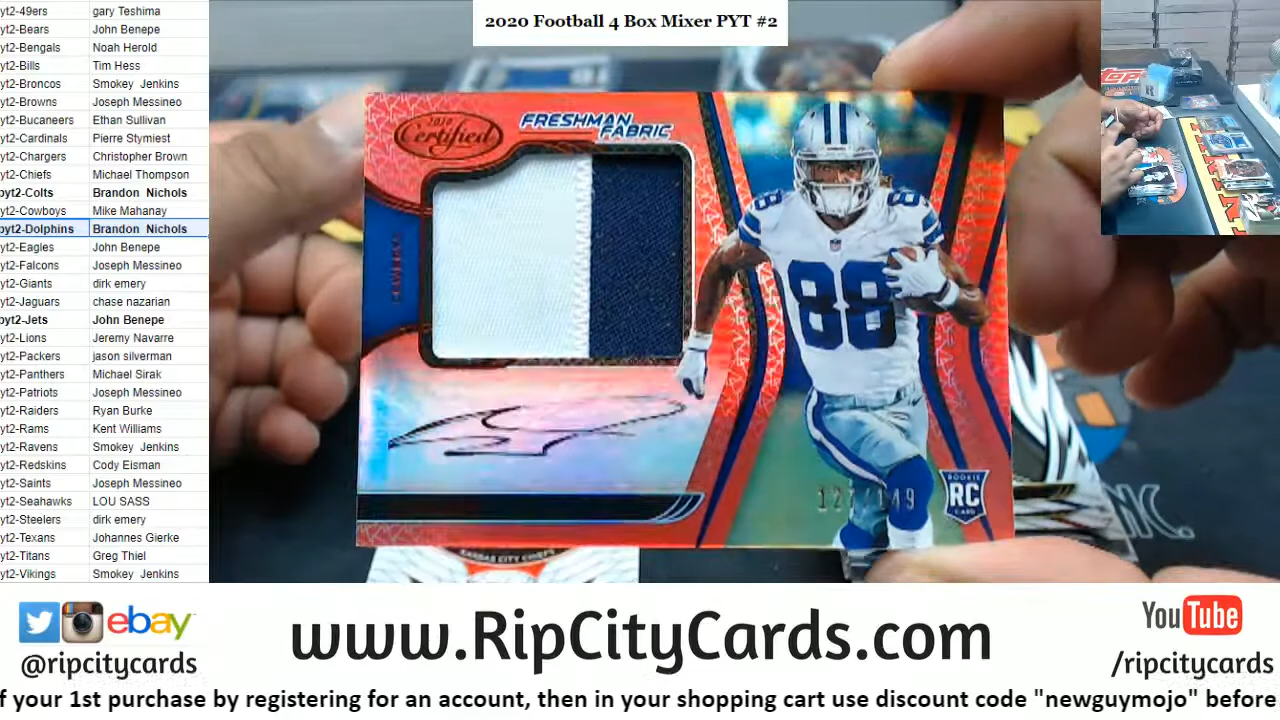 2020 Football 4 Box Mixer PYT #2
yt2-49ers gary Teshima
yt2-Bears John Benepe
yt2-Bengals Noah Herold
yt2-Bills Tim Hess
yt2-Broncos Smokey Jenkins
yt2-Browns Joseph Messineo
yt2-Bucaneers Ethan Sullivan
yt2-Cardinals Pierre Stymiest
yt2-Chargers Christopher Brown
yt2-Chiefs Michael Thompson
pyt2-Colts Brandon Nichols
yt2-Cowboys Mike Mahanay
pyt2-Dolphins Brandon Nichols
yt2-Eagles John Benepe
yt2-Falcons Joseph Messineo
yt2-Giants dirk emery
yt2-Jaguars chase nazarian
pyt2-Jets John Benepe
yt2-Lions Jeremy Navarre
yt2-Packers jason silverman
yt2-Panthers Michael Sirak
yt2-Patriots Joseph Messineo
yt2-Raiders Ryan Burke
yt2-Rams Kent Williams
yt2-Ravens Smokey Jenkins
yt2-Redskins Cody Eisman
yt2-Saints Joseph Messineo
yt2-Seahawks LOU SASS
yt2-Steelers dirk emery
yt2-Texans Johannes Gierke
yt2-Titans Greg Thiel
yt2-Vikings Smokey Jenkins
2020
Certified
FRESHMAN
FABRIC
COWBOYS
88
88
127/149
ROOKIE
RC
CARD
KANSAS CITY CHIEFS
ebay
@ripcitycards
www.RipCityCards.com
YouTube
/ripcitycards
f your 1st purchase by registering for an account, then in your shopping cart use discount code "newguymojo" before